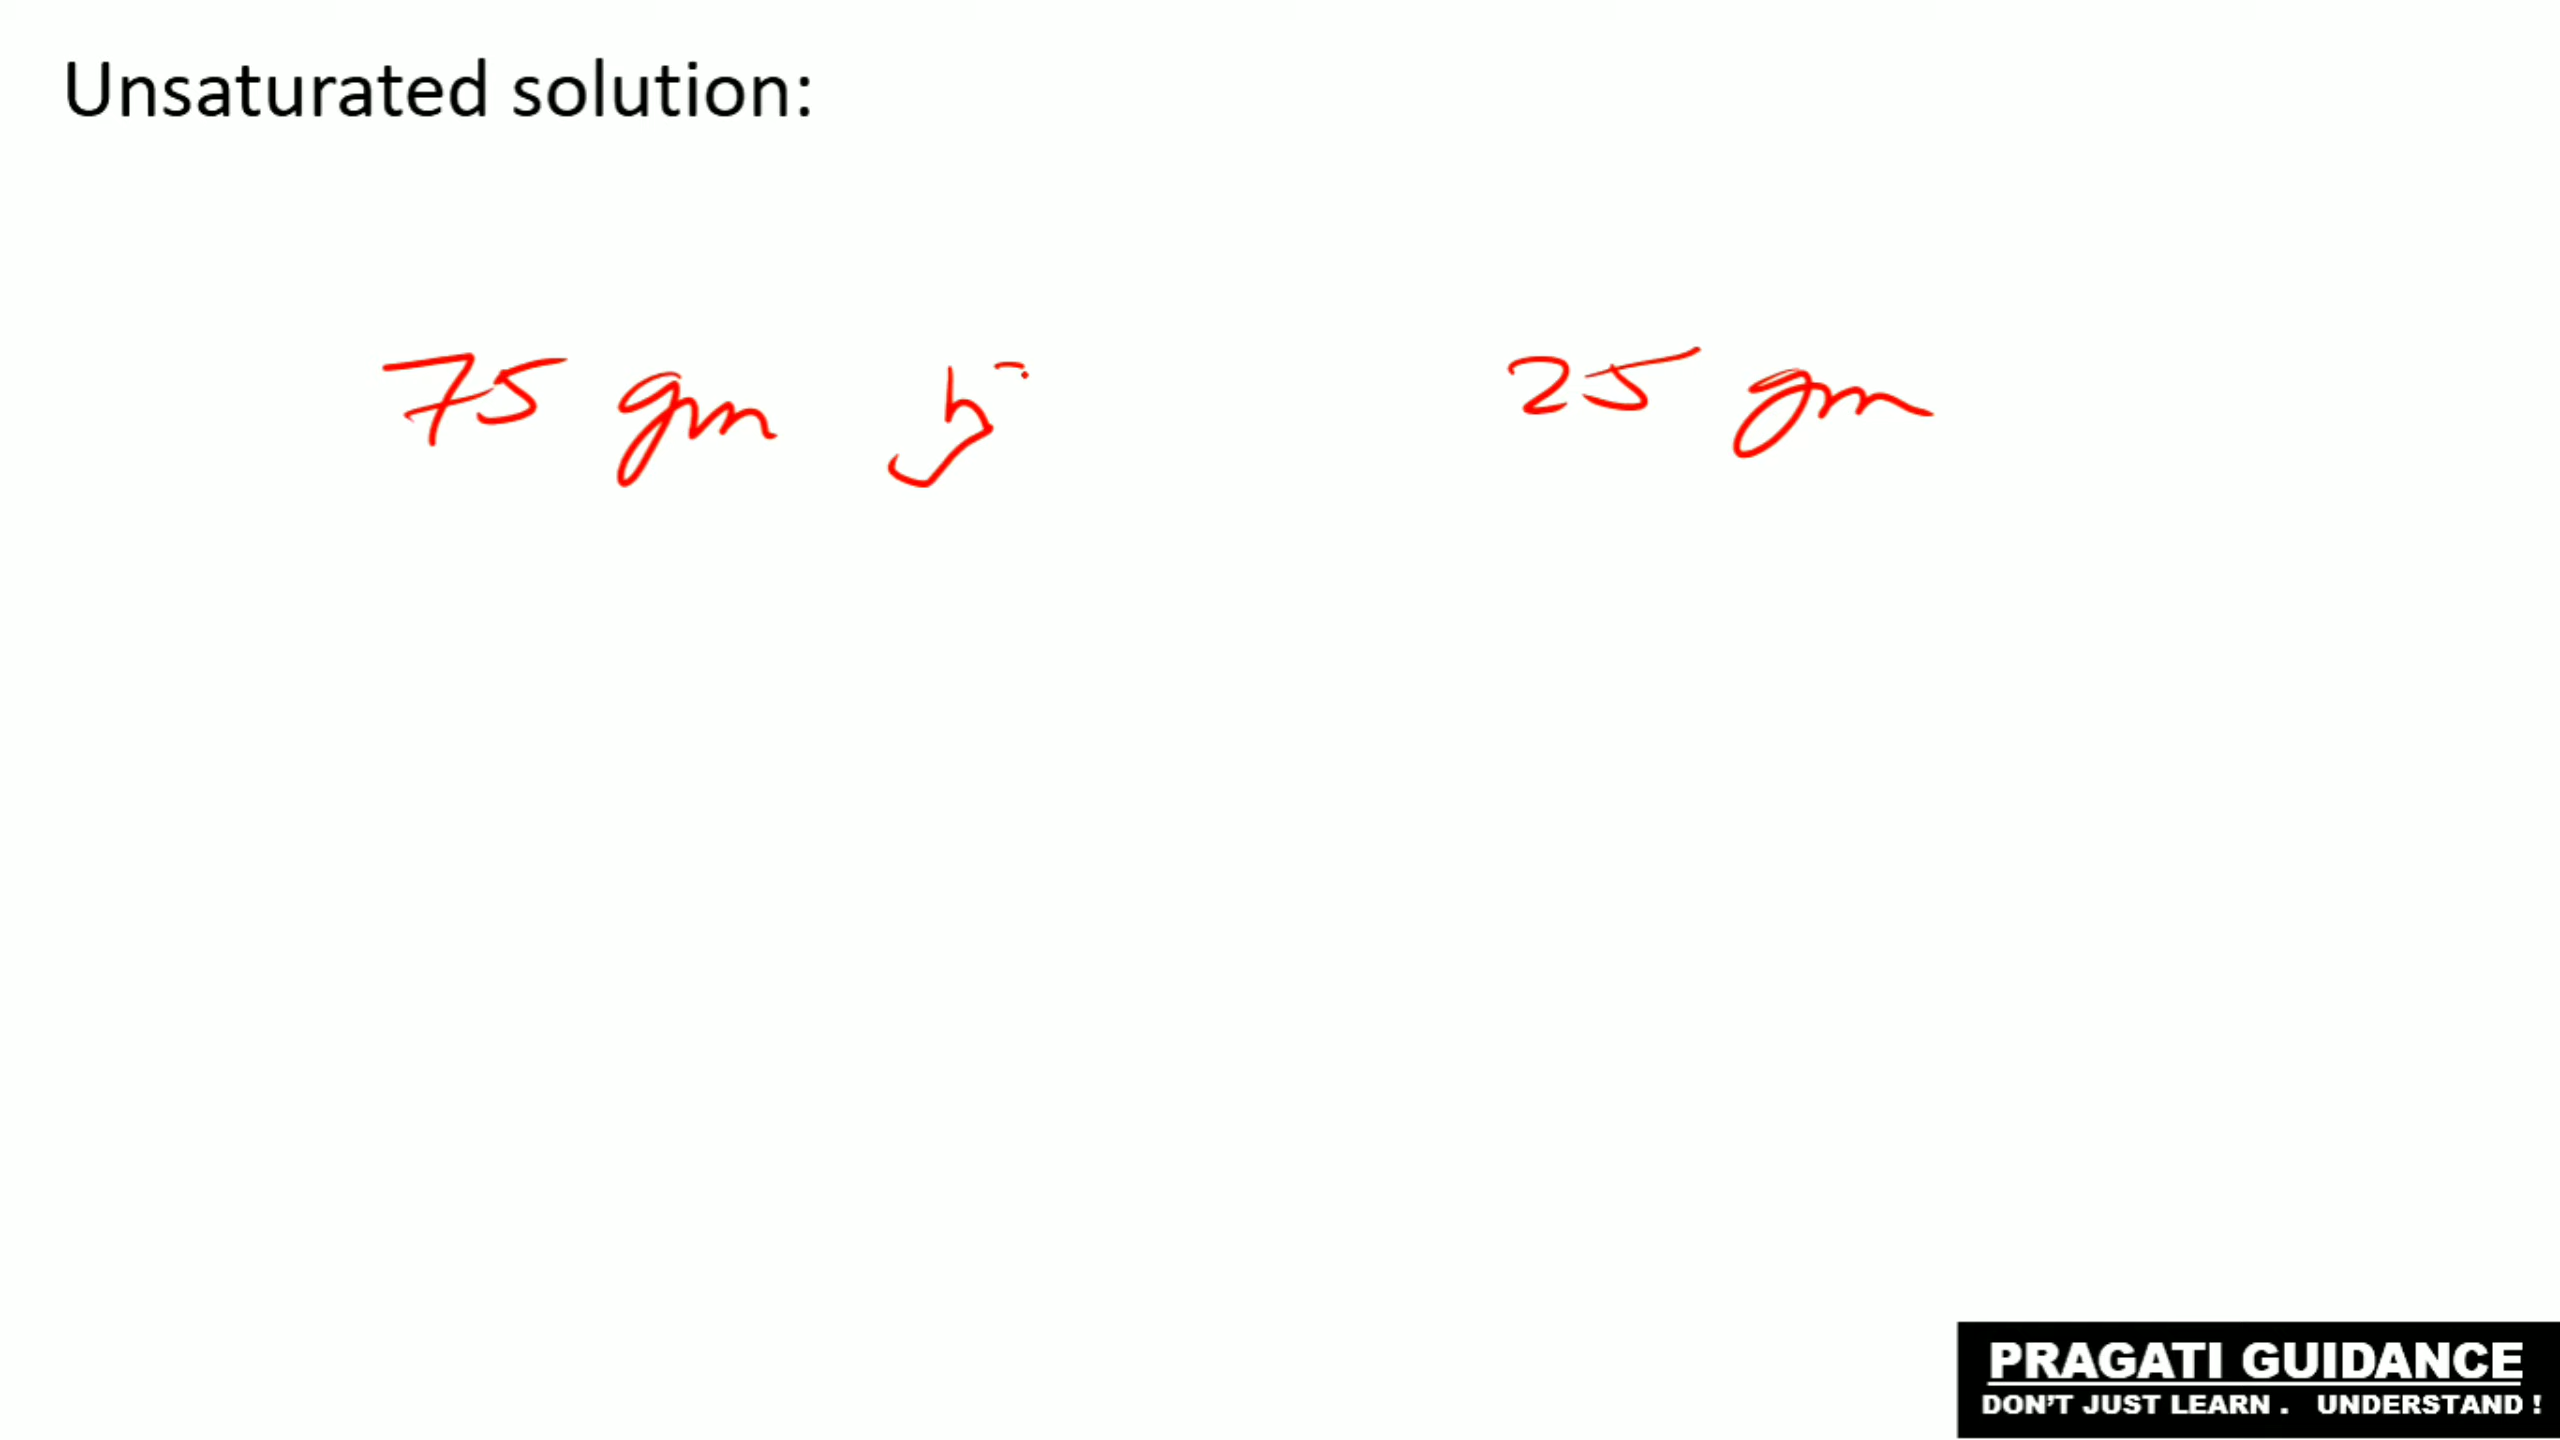 Unsaturated solution:
75 gm 25 gm
PRAGATI GUIDANCE
DON'T JUST LEARN . UNDERSTAND !